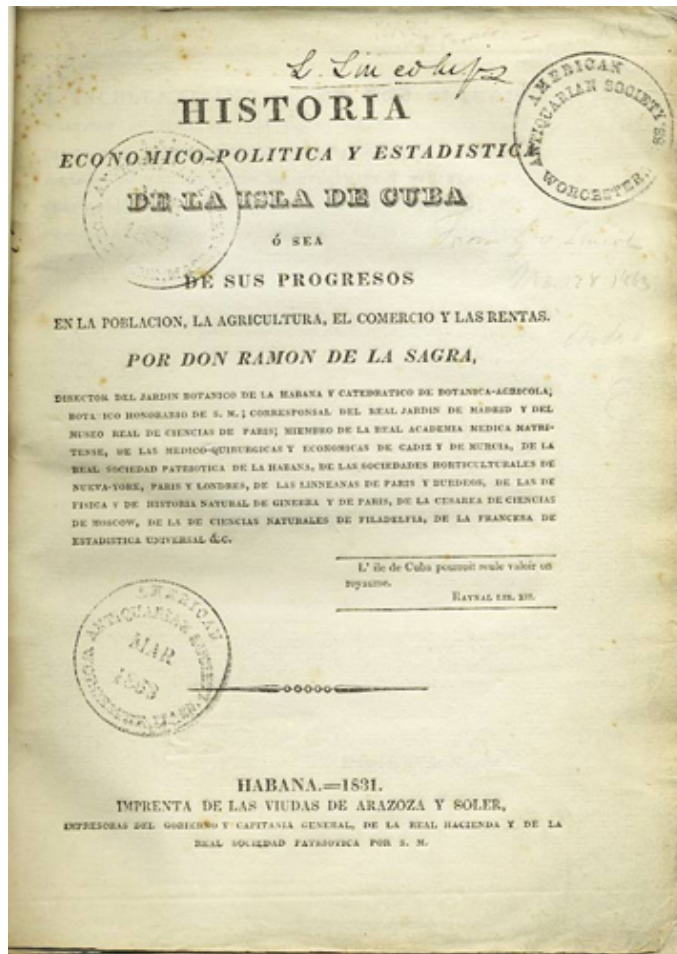 HISTORIA
ECONOMICO-POLITICA Y ESTADISTICA
DE LA ISLA DE CUBA
Ó SEA
DE SUS PROGRESOS
EN LA POBLACION, LA AGRICULTURA, EL COMERCIO Y LAS RENTAS.
POR DON RAMON DE LA SAGRA,
DIRECTOR DEL JARDIN BOTANICO DE LA HABANA Y CATEDRATICO DE BOTANICA-AGRICOLA;
BOTANICO HONORARIO DE S. M.; CORRESPONSAL DEL REAL JARDIN DE MADRID Y DEL
MUSEO REAL DE CIENCIAS DE PARIS; MIEMBRO DE LA REAL ACADEMIA MEDICA MATRI-
TENSE, DE LAS MEDICO-QUIRURGICAS Y ECONOMICAS DE CADIZ Y DE MURCIA, DE LA
REAL SOCIEDAD PATRIOTICA DE LA HABANA, DE LAS SOCIEDADES HORTICULTURALES DE
NUEVA-YORK, PARIS Y LONDRES, DE LAS LINNEANAS DE PARIS Y BURDEOS, DE LAS DE
FISICA Y DE HISTORIA NATURAL DE GINEBRA Y DE PARIS, DE LA CESAREA DE CIENCIAS
DE MOSCOW, DE LA DE CIENCIAS NATURALES DE FILADELFIA, DE LA FRANCESA DE
ESTADISTICA UNIVERSAL &C.
L' ile de Cuba pourroit seule valoir un
royaume.
RAYNAL LIB. XII.
HABANA.=1831.
IMPRENTA DE LAS VIUDAS DE ARAZOZA Y SOLER,
IMPRESORAS DEL GOBIERNO Y CAPITANIA GENERAL, DE LA REAL HACIENDA Y DE LA
REAL SOCIEDAD PATRIOTICA POR S. M.
AMERICAN
ANTIQUARIAN SOCIETY
WORCESTER,
AMERICAN
ANTIQUARIAN SOCIETY
MAR
1863